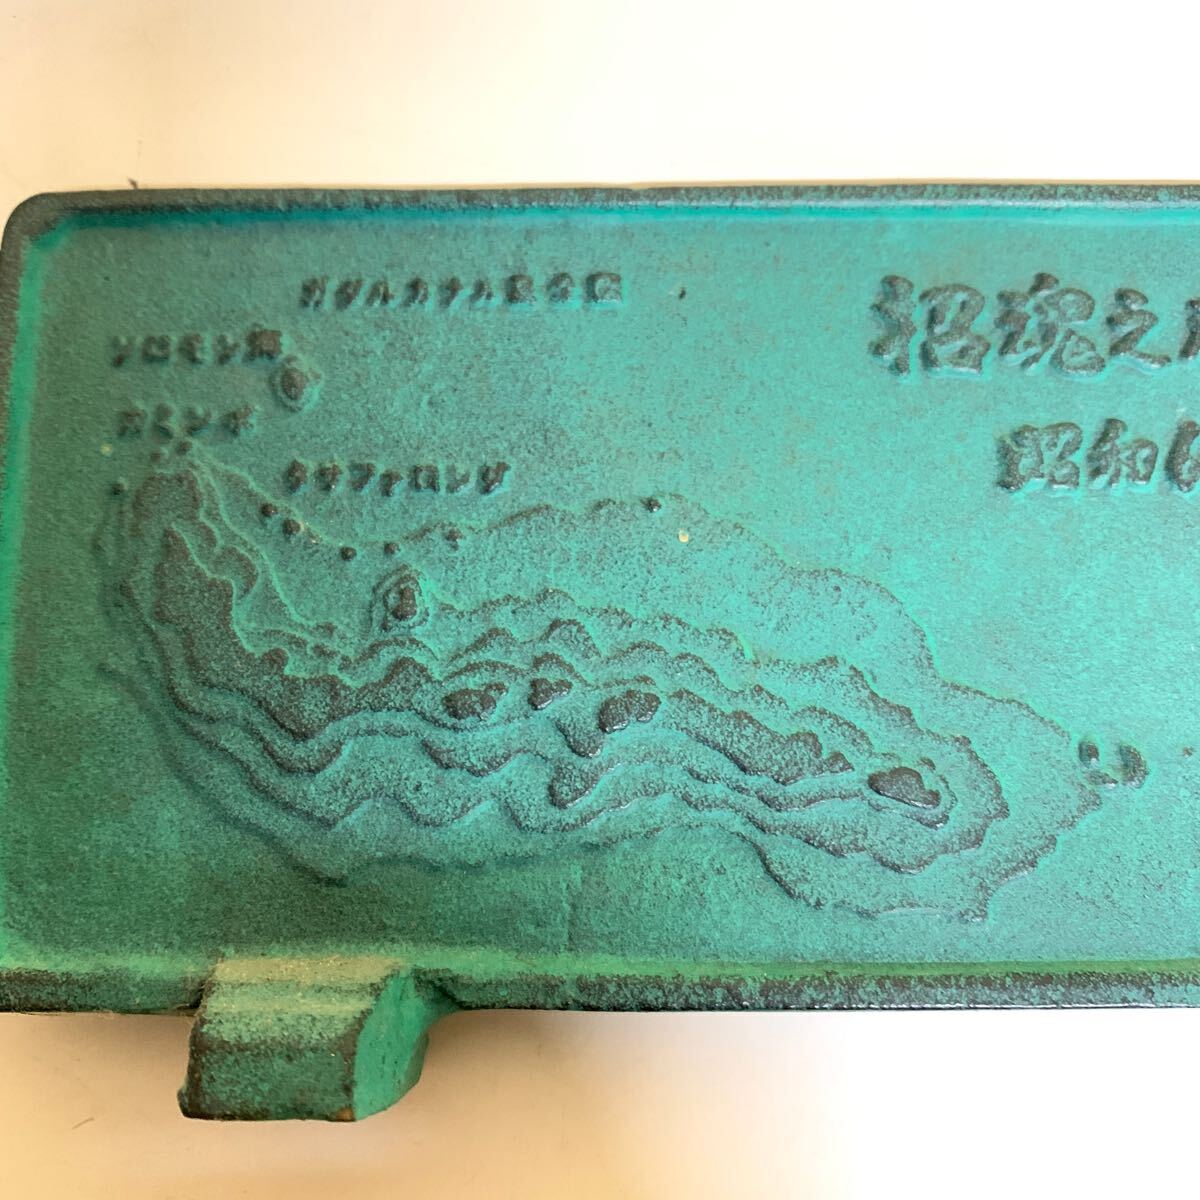 ガダルカナル島全図
ソロモン海
カミンボ
タサファロング
招魂之
昭和